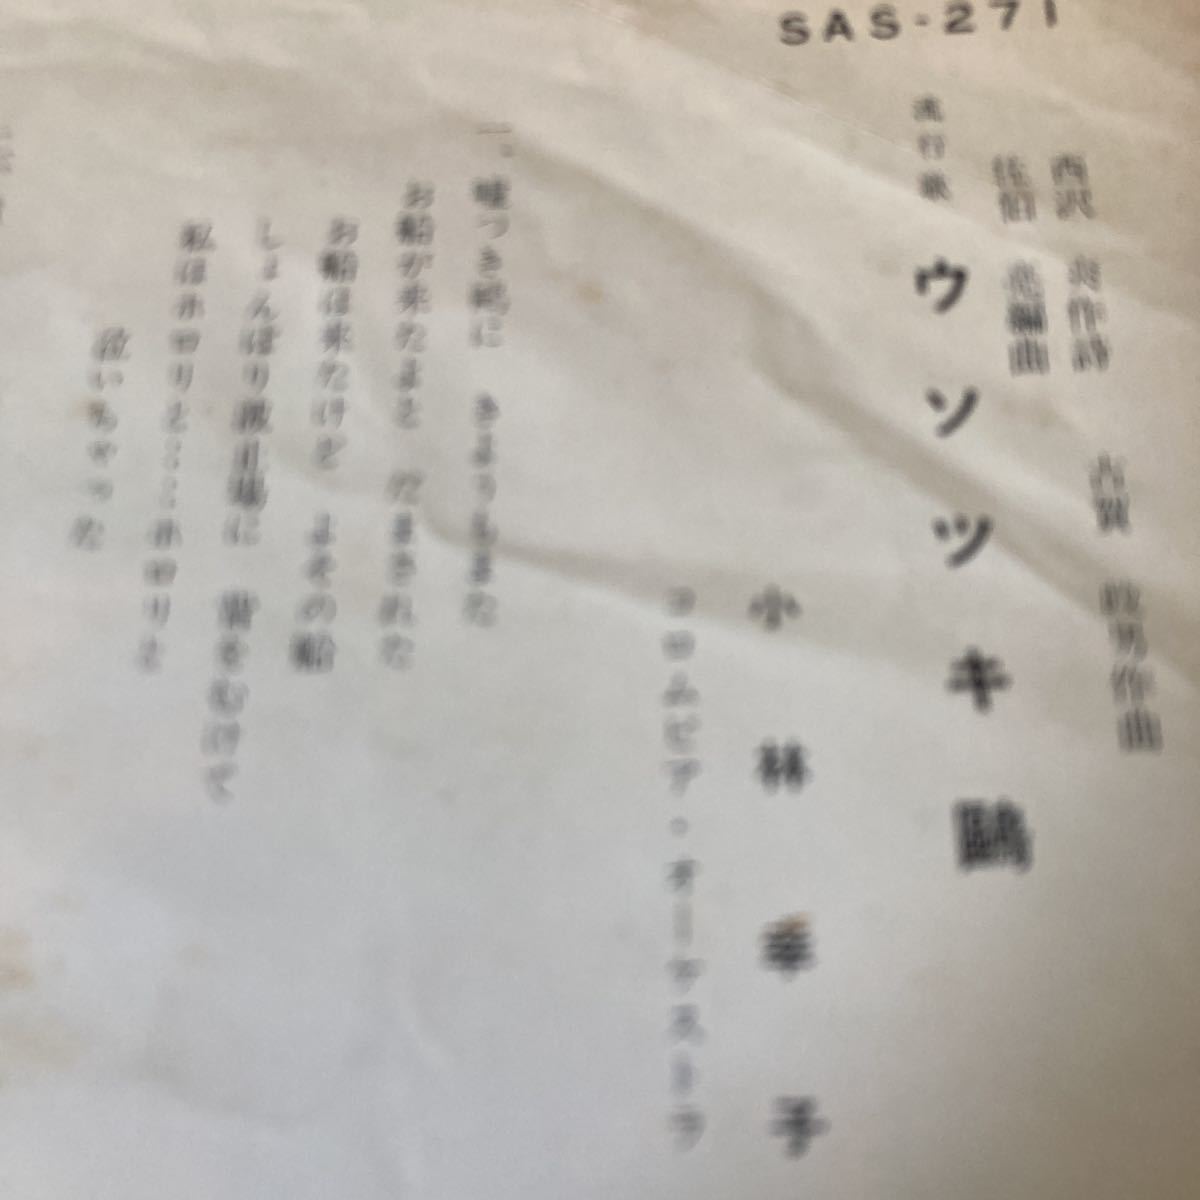 SAS-271
西沢 爽作詩 古賀 政男作曲
佐伯 亮編曲
流行歌 ウソツキ鷗
小林幸子
コロムビア・オーケストラ
一、嘘つき鷗に きようもまた
お船が来たよと だまされた
お船は来たけど よその船
しょんぼり波止場に 背をむけて
私はホロリと……ホロリと
泣いちゃった